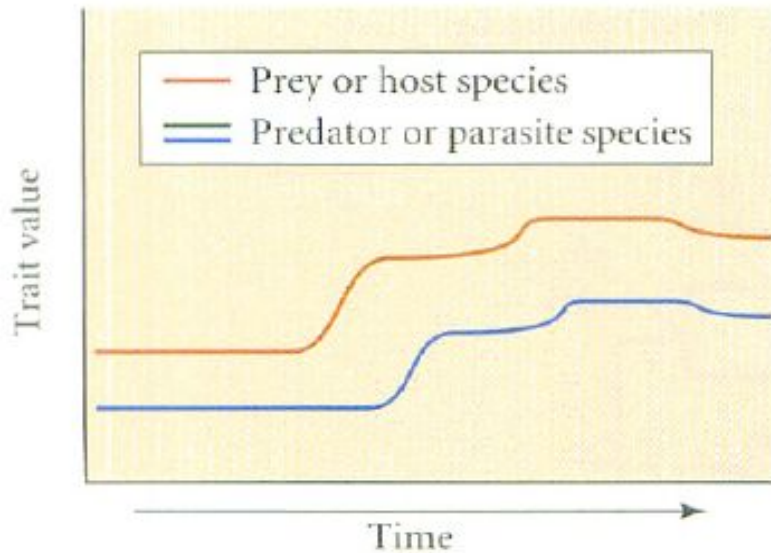 Prey or host species
Predator or parasite species
Trait value
Time